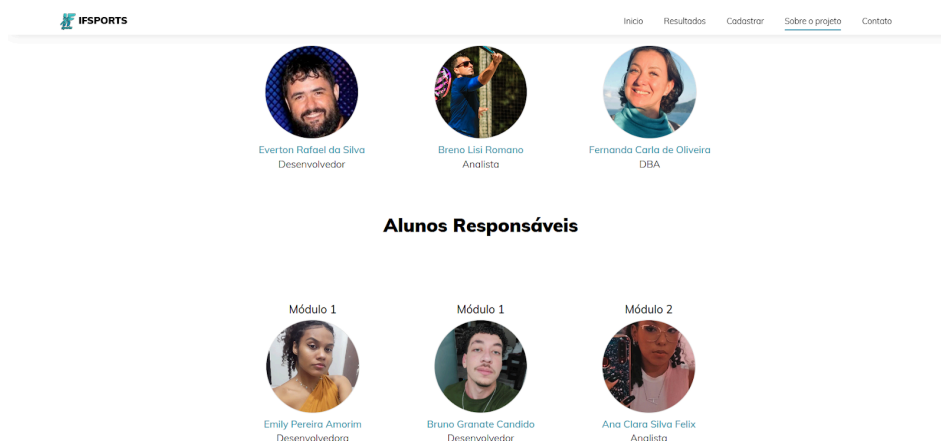 IFSPORTS
Inicio Resultados Cadastrar Sobre o projeto Contato
Everton Rafael da Silva Breno Lisi Romano Fernanda Carla de Oliveira
Desenvolvedor Analista DBA
Alunos Responsáveis
Módulo 1 Módulo 1 Módulo 2
Emily Pereira Amorim Bruno Granate Candido Ana Clara Silva Felix
Desenvolvedora Desenvolvedor Analista